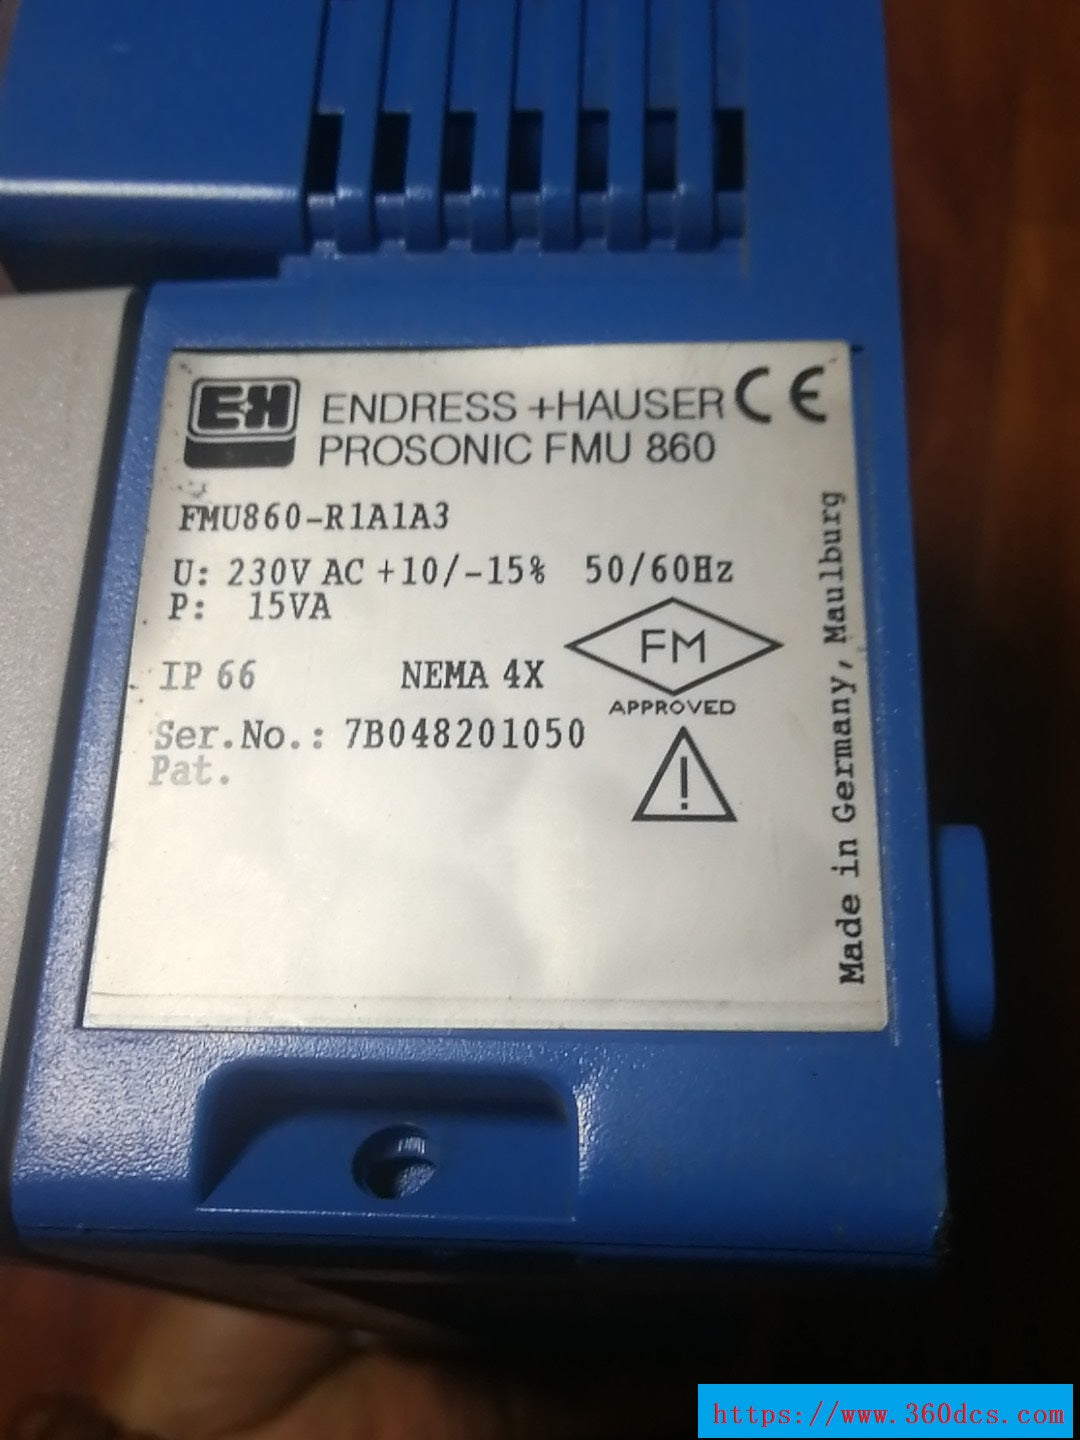 E+H
ENDRESS +HAUSER CE
PROSONIC FMU 860
FMU860-R1A1A3
U: 230V AC +10/-15% 50/60Hz
P: 15VA
FM
APPROVED
IP 66 NEMA 4X
Ser.No.: 7B048201050
Pat.
Made in Germany, Maulburg
https://www.360dcs.com